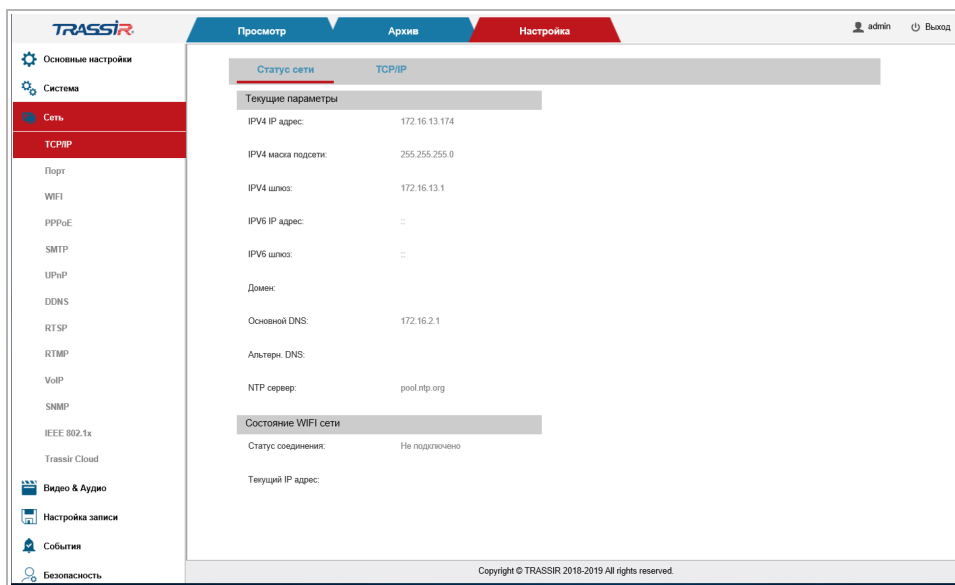 TRASSIR
Просмотр
Архив
Настройка
admin
Выход
Основные настройки
Система
Сеть
TCP/IP
Порт
WIFI
PPPoE
SMTP
UPnP
DDNS
RTSP
RTMP
VoIP
SNMP
IEEE 802.1x
Trassir Cloud
Видео & Аудио
Настройка записи
События
Безопасность
Статус сети
TCP/IP
Текущие параметры
IPV4 IP адрес: 172.16.13.174
IPV4 маска подсети: 255.255.255.0
IPV4 шлюз: 172.16.13.1
IPV6 IP адрес: ::
IPV6 шлюз: ::
Домен:
Основной DNS: 172.16.2.1
Альтерн. DNS:
NTP сервер: pool.ntp.org
Состояние WIFI сети
Статус соединения: Не подключено
Текущий IP адрес:
Copyright © TRASSIR 2018-2019 All rights reserved.